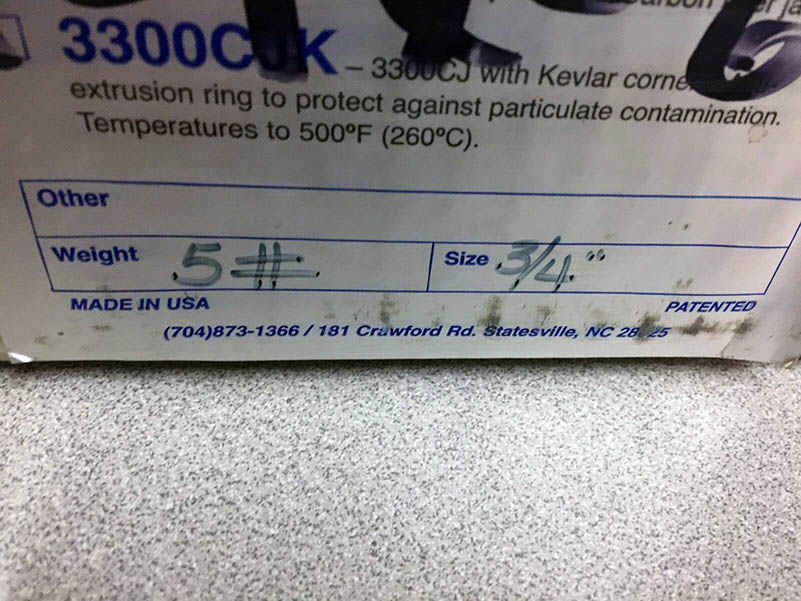 3300CJK – 3300CJ with Kevlar
extrusion ring to protect against particulate contamination.
Temperatures to 500°F (260°C).
Other
Weight 5# Size 3/4"
MADE IN USA PATENTED
(704)873-1366 / 181 Crawford Rd. Statesville, NC